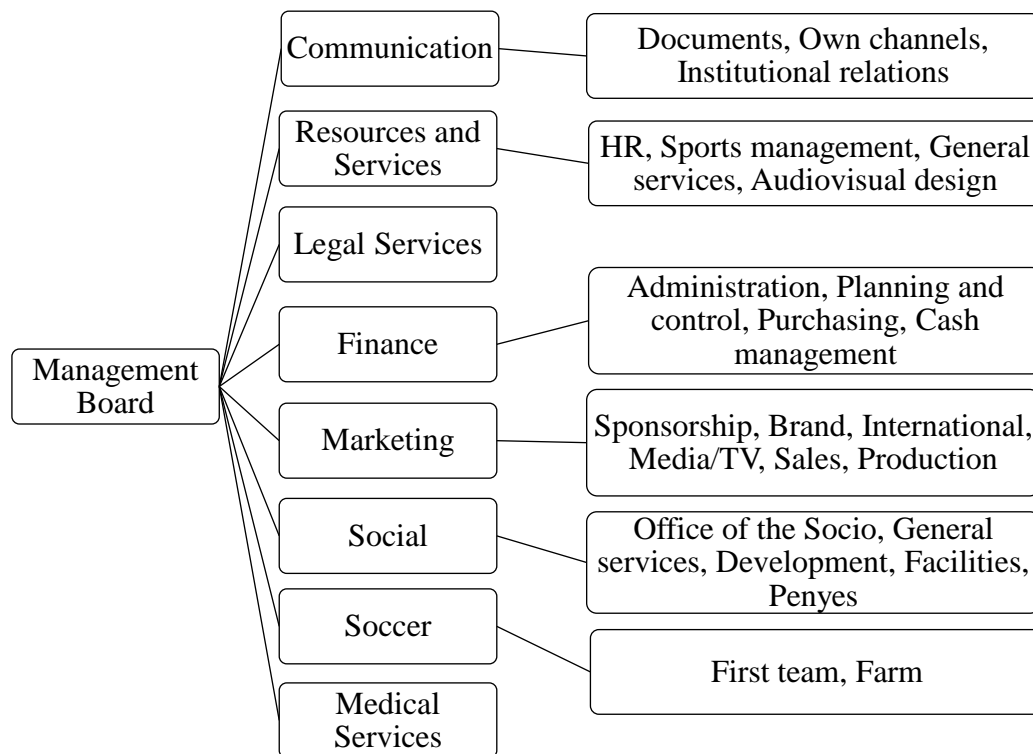 Management
Board
Communication
Documents, Own channels,
Institutional relations
Resources and
Services
HR, Sports management, General
services, Audiovisual design
Legal Services
Finance
Administration, Planning and
control, Purchasing, Cash
management
Marketing
Sponsorship, Brand, International,
Media/TV, Sales, Production
Social
Office of the Socio, General
services, Development, Facilities,
Penyes
Soccer
First team, Farm
Medical
Services